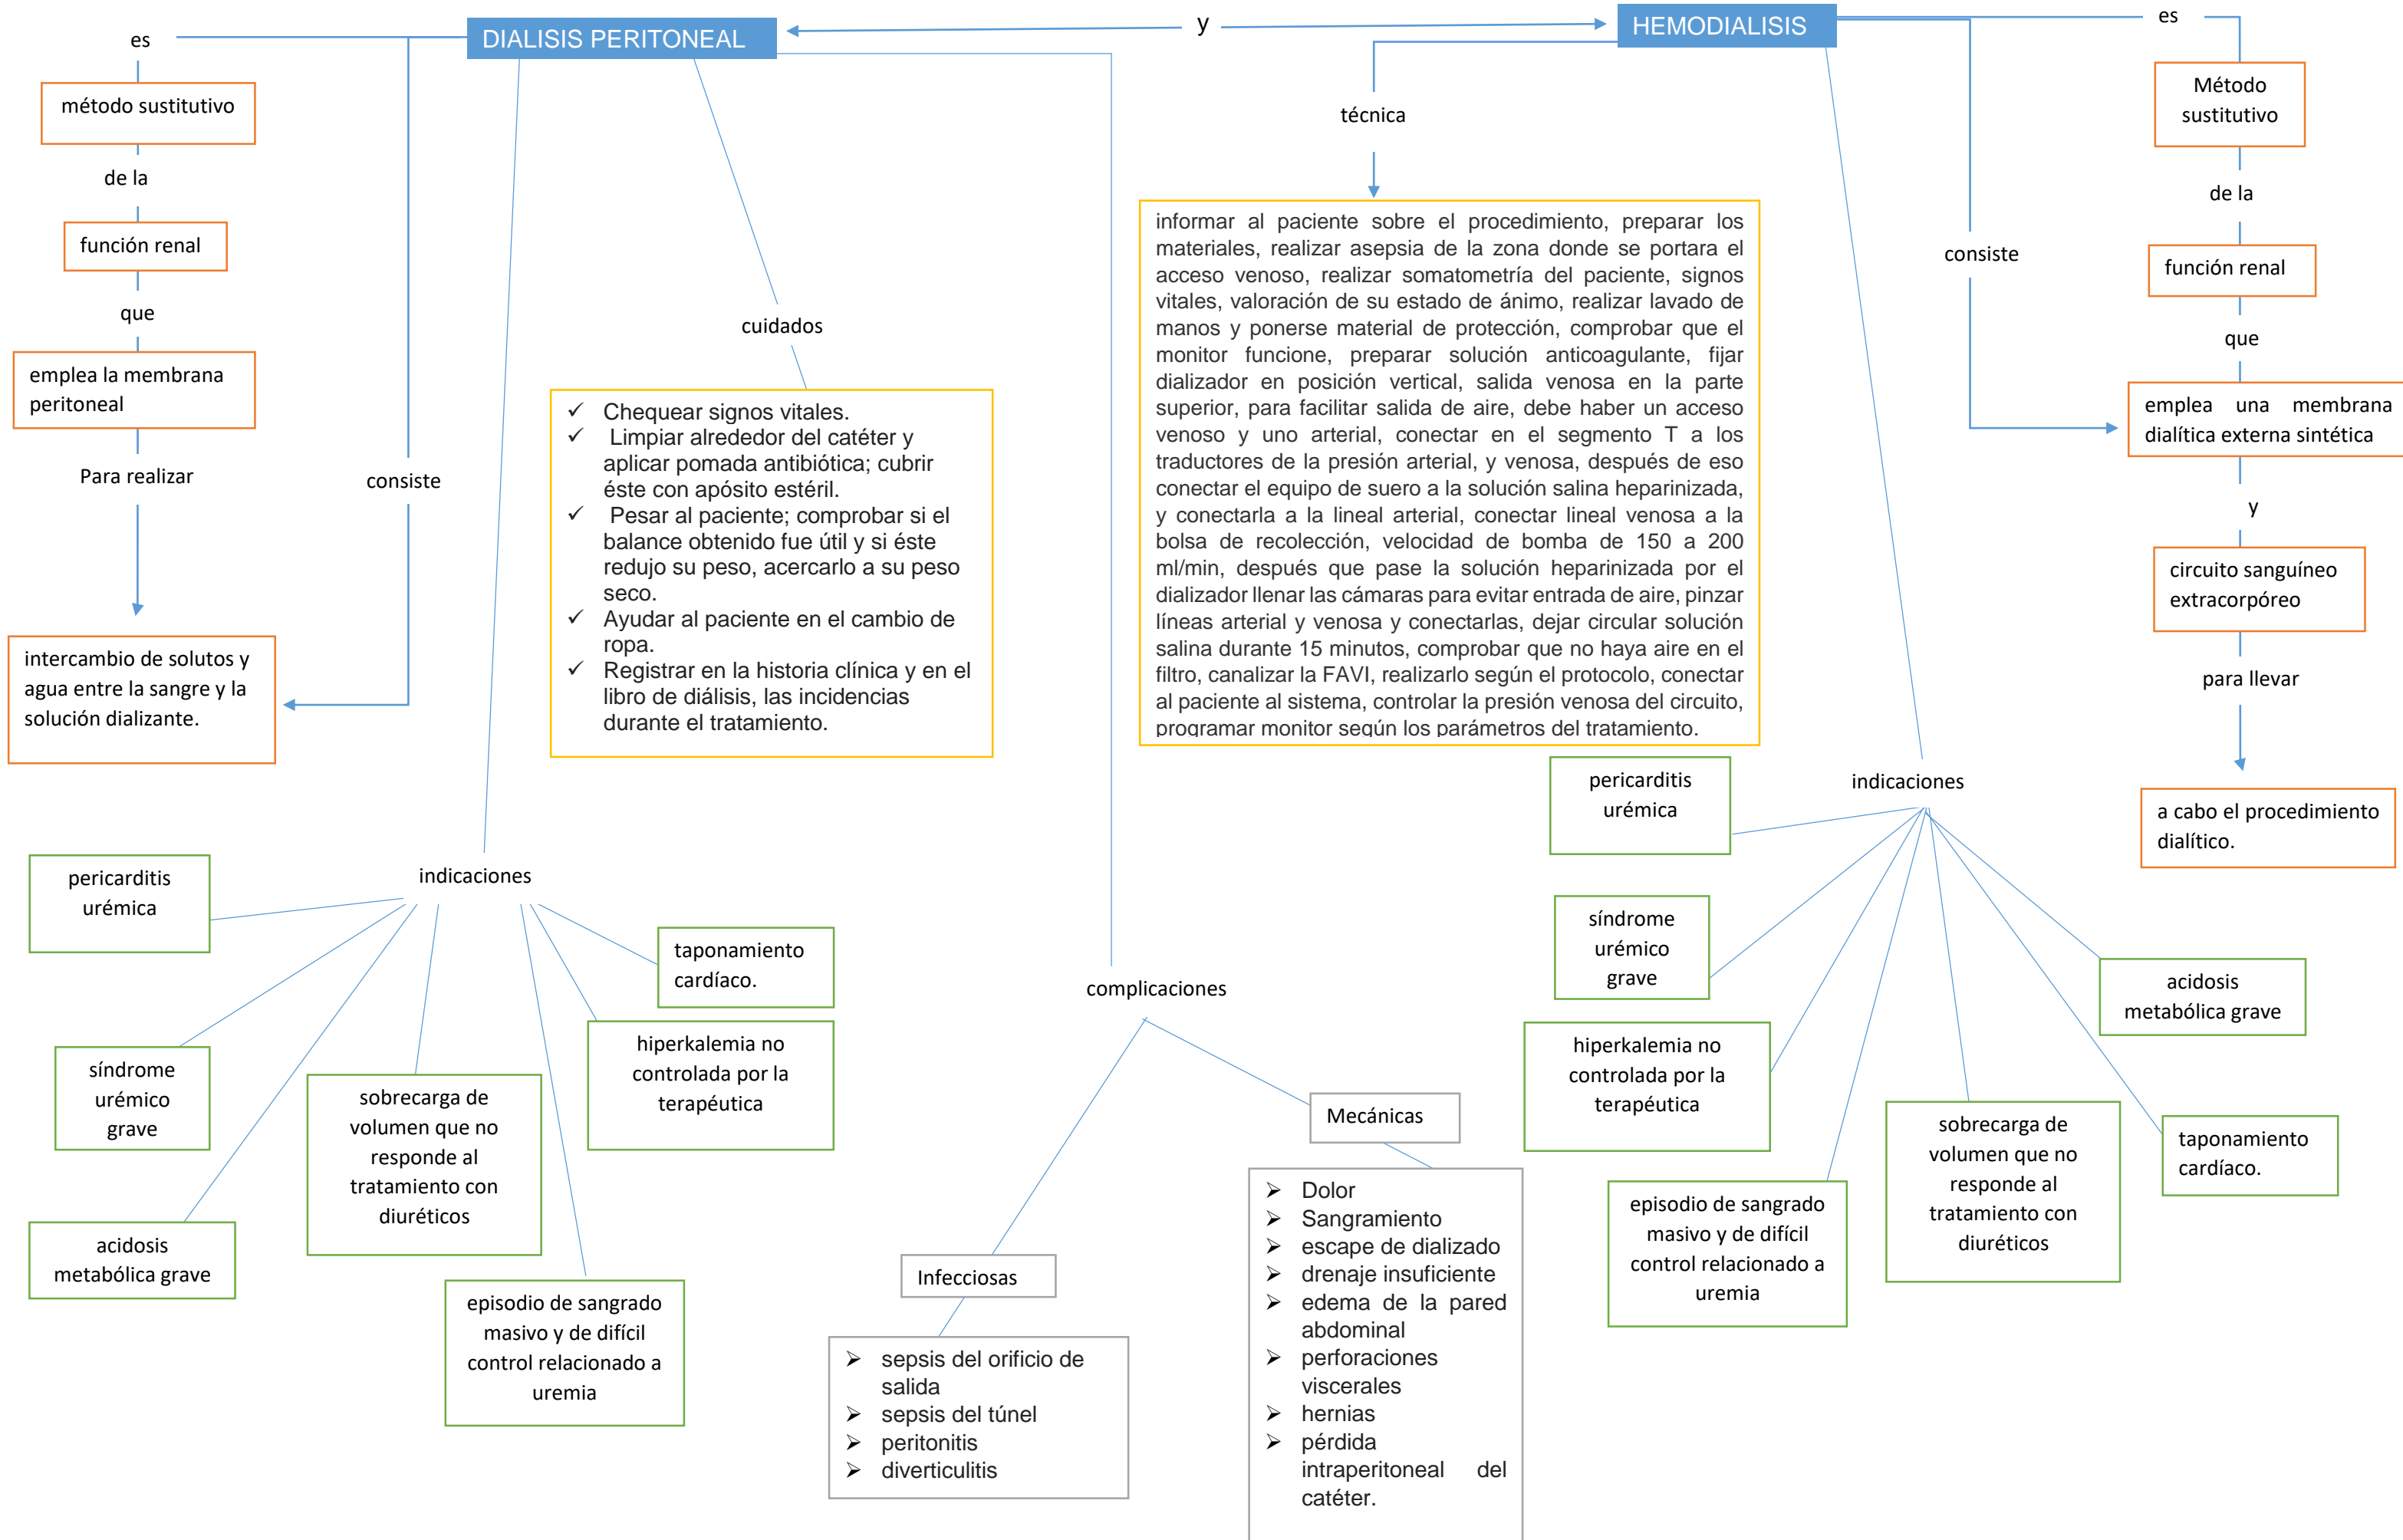 DIALISIS PERITONEAL
y
HEMODIALISIS
es
método sustitutivo
de la
función renal
que
emplea la membrana
peritoneal
Para realizar
intercambio de solutos y
agua entre la sangre y la
solución dializante.
consiste
cuidados
✓ Chequear signos vitales.
✓ Limpiar alrededor del catéter y
aplicar pomada antibiótica; cubrir
éste con apósito estéril.
✓ Pesar al paciente; comprobar si el
balance obtenido fue útil y si éste
redujo su peso, acercarlo a su peso
seco.
✓ Ayudar al paciente en el cambio de
ropa.
✓ Registrar en la historia clínica y en el
libro de diálisis, las incidencias
durante el tratamiento.
indicaciones
pericarditis
urémica
síndrome
urémico
grave
acidosis
metabólica grave
sobrecarga de
volumen que no
responde al
tratamiento con
diuréticos
episodio de sangrado
masivo y de difícil
control relacionado a
uremia
hiperkalemia no
controlada por la
terapéutica
taponamiento
cardíaco.
complicaciones
Infecciosas
➢ sepsis del orificio de
salida
➢ sepsis del túnel
➢ peritonitis
➢ diverticulitis
Mecánicas
➢ Dolor
➢ Sangramiento
➢ escape de dializado
➢ drenaje insuficiente
➢ edema de la pared
abdominal
➢ perforaciones
viscerales
➢ hernias
➢ pérdida
intraperitoneal del
catéter.
técnica
informar al paciente sobre el procedimiento, preparar los
materiales, realizar asepsia de la zona donde se portara el
acceso venoso, realizar somatometría del paciente, signos
vitales, valoración de su estado de ánimo, realizar lavado de
manos y ponerse material de protección, comprobar que el
monitor funcione, preparar solución anticoagulante, fijar
dializador en posición vertical, salida venosa en la parte
superior, para facilitar salida de aire, debe haber un acceso
venoso y uno arterial, conectar en el segmento T a los
traductores de la presión arterial, y venosa, después de eso
conectar el equipo de suero a la solución salina heparinizada,
y conectarla a la lineal arterial, conectar lineal venosa a la
bolsa de recolección, velocidad de bomba de 150 a 200
ml/min, después que pase la solución heparinizada por el
dializador llenar las cámaras para evitar entrada de aire, pinzar
líneas arterial y venosa y conectarlas, dejar circular solución
salina durante 15 minutos, comprobar que no haya aire en el
filtro, canalizar la FAVI, realizarlo según el protocolo, conectar
al paciente al sistema, controlar la presión venosa del circuito,
programar monitor según los parámetros del tratamiento.
consiste
es
Método
sustitutivo
de la
función renal
que
emplea una membrana
dialítica externa sintética
y
circuito sanguíneo
extracorpóreo
para llevar
a cabo el procedimiento
dialítico.
indicaciones
pericarditis
urémica
síndrome
urémico
grave
hiperkalemia no
controlada por la
terapéutica
episodio de sangrado
masivo y de difícil
control relacionado a
uremia
sobrecarga de
volumen que no
responde al
tratamiento con
diuréticos
taponamiento
cardíaco.
acidosis
metabólica grave